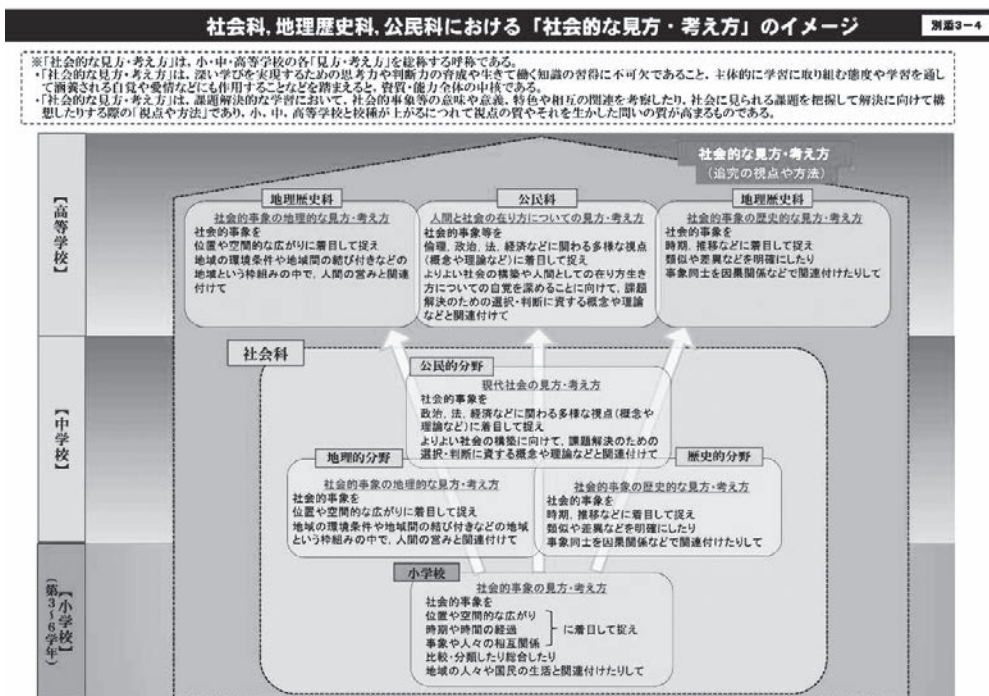 社会科,地理歴史科,公民科における「社会的な見方・考え方」のイメージ
別添3-4
※「社会的な見方・考え方」は,小・中・高等学校の各「見方・考え方」を総称する呼称である。
・「社会的な見方・考え方」は,深い学びを実現するための思考力や判断力の育成や生きて働く知識の習得に不可欠であること,主体的に学習に取り組む態度や学習を通し
て涵養される自覚や愛情などにも作用することなどを踏まえると,資質・能力全体の中核である。
・「社会的な見方・考え方」は,課題解決的な学習において,社会的事象等の意味や意義,特色や相互の関連を考察したり,社会に見られる課題を把握して解決に向けて構
想したりする際の「視点や方法」であり,小,中,高等学校と校種が上がるにつれて視点の質やそれを生かした問いの質が高まるものである。
社会的な見方・考え方
(追究の視点や方法)
【高等学校】
地理歴史科
社会的事象の地理的な見方・考え方
社会的事象を
位置や空間的な広がりに着目して捉え
地域の環境条件や地域間の結び付きなどの
地域という枠組みの中で,人間の営みと関連
付けて
公民科
人間と社会の在り方についての見方・考え方
社会的事象等を
倫理,政治,法,経済などに関わる多様な視点
(概念や理論など)に着目して捉え
よりよい社会の構築や人間としての在り方生き
方についての自覚を深めることに向けて,課題
解決のための選択・判断に資する概念や理論
などと関連付けて
地理歴史科
社会的事象の歴史的な見方・考え方
社会的事象を
時期,推移などに着目して捉え
類似や差異などを明確にしたり
事象同士を因果関係などで関連付けたりして
【中学校】
社会科
公民的分野
現代社会の見方・考え方
社会的事象を
政治,法,経済などに関わる多様な視点(概念や
理論など)に着目して捉え
よりよい社会の構築に向けて,課題解決のための
選択・判断に資する概念や理論などと関連付けて
地理的分野
社会的事象の地理的な見方・考え方
社会的事象を
位置や空間的な広がりに着目して捉え
地域の環境条件や地域間の結び付きなどの地域
という枠組みの中で,人間の営みと関連付けて
歴史的分野
社会的事象の歴史的な見方・考え方
社会的事象を
時期,推移などに着目して捉え
類似や差異などを明確にしたり
事象同士を因果関係などで関連付けたりして
【小学校】
(第3~6学年)
小学校
社会的事象の見方・考え方
社会的事象を
位置や空間的な広がり
時期や時間の経過
事象や人々の相互関係
に着目して捉え
比較・分類したり総合したり
地域の人々や国民の生活と関連付けたりして